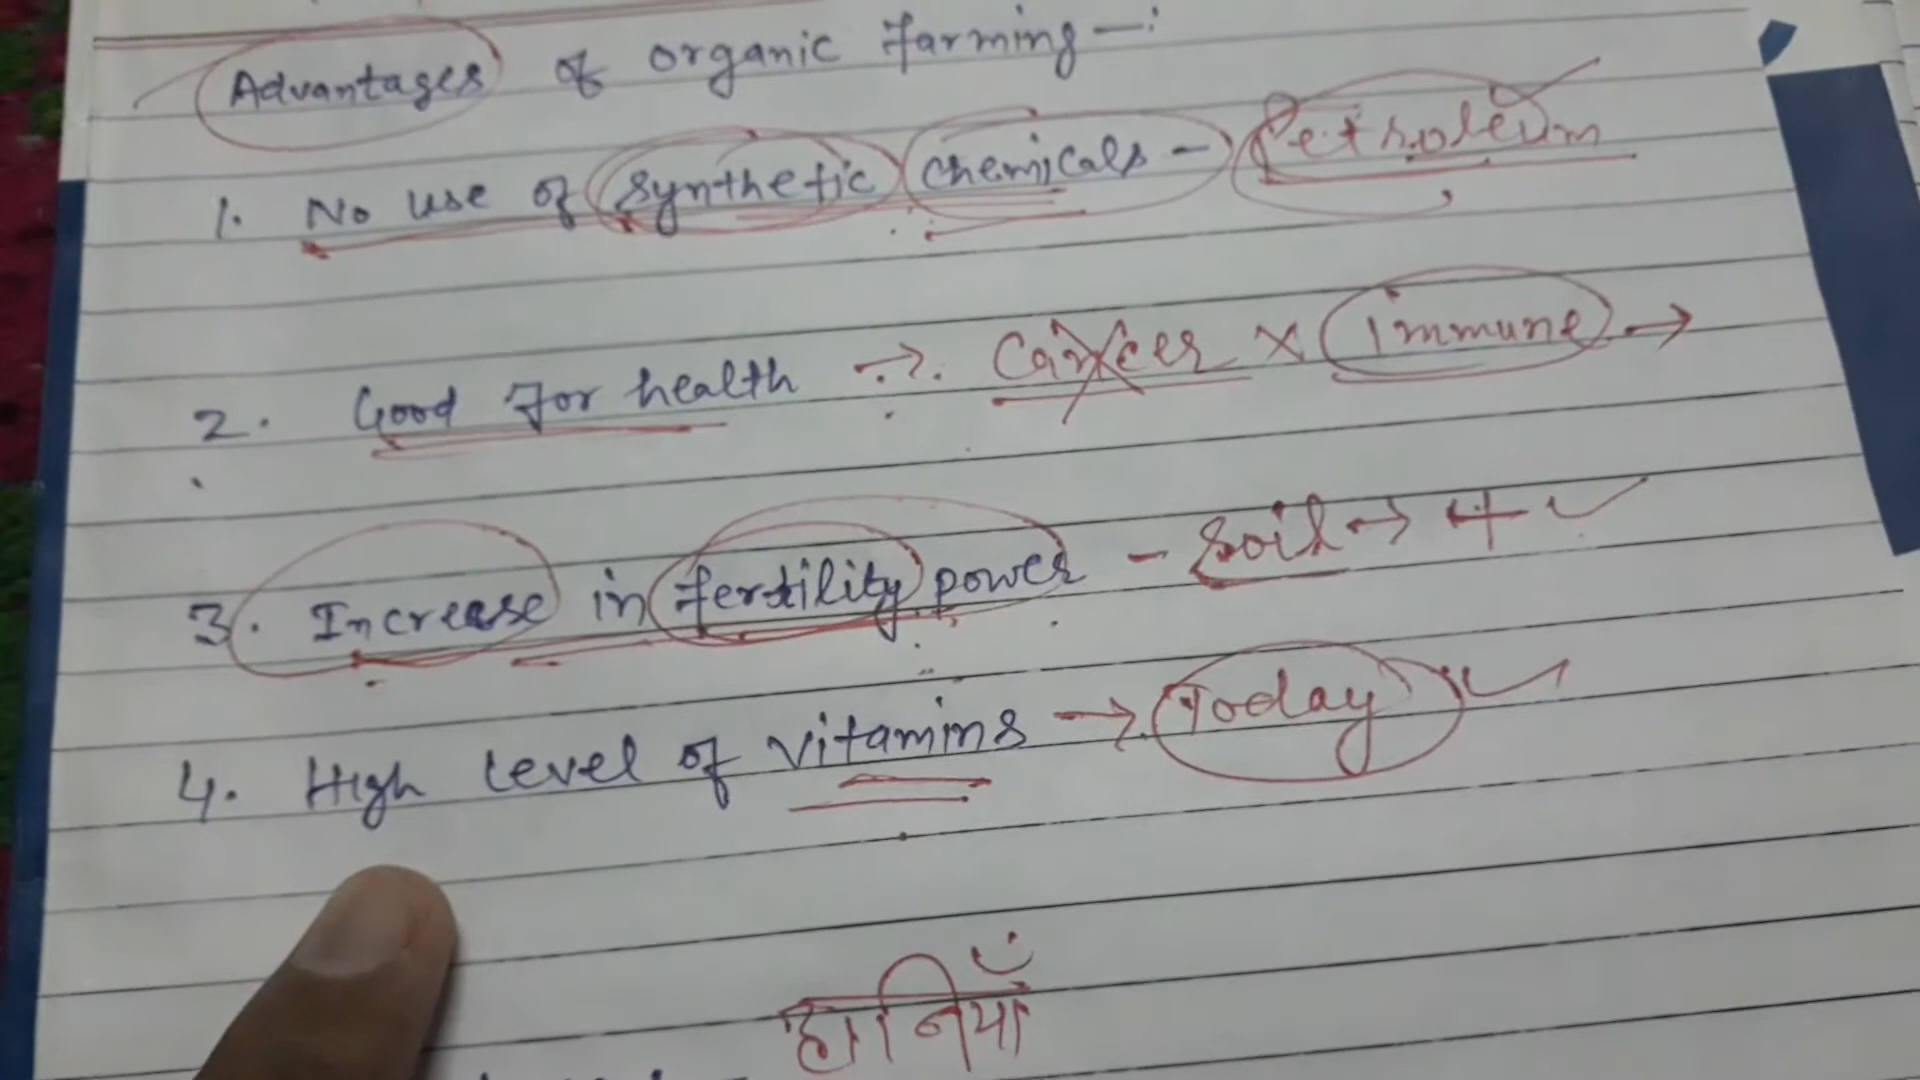 Advantages of organic farming -:
1. No use of synthetic chemicals - Petroleum
2. Good for health → Cancer × immune →
3. Increase in fertility power - Soil → + ✓
4. High level of vitamins → Today ✓
हानियाँ